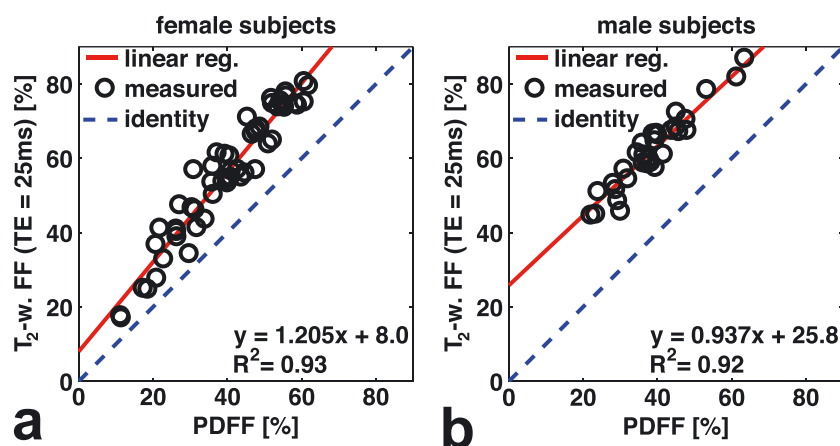 female subjects
linear reg.
measured
identity
T2-w. FF (TE = 25ms) [%]
80
60
40
20
0
y = 1.205x + 8.0
R2= 0.93
0 20 40 60 80
PDFF [%]
a
male subjects
linear reg.
measured
identity
T2-w. FF (TE = 25ms) [%]
80
60
40
20
0
y = 0.937x + 25.8
R2= 0.92
0 20 40 60 80
PDFF [%]
b